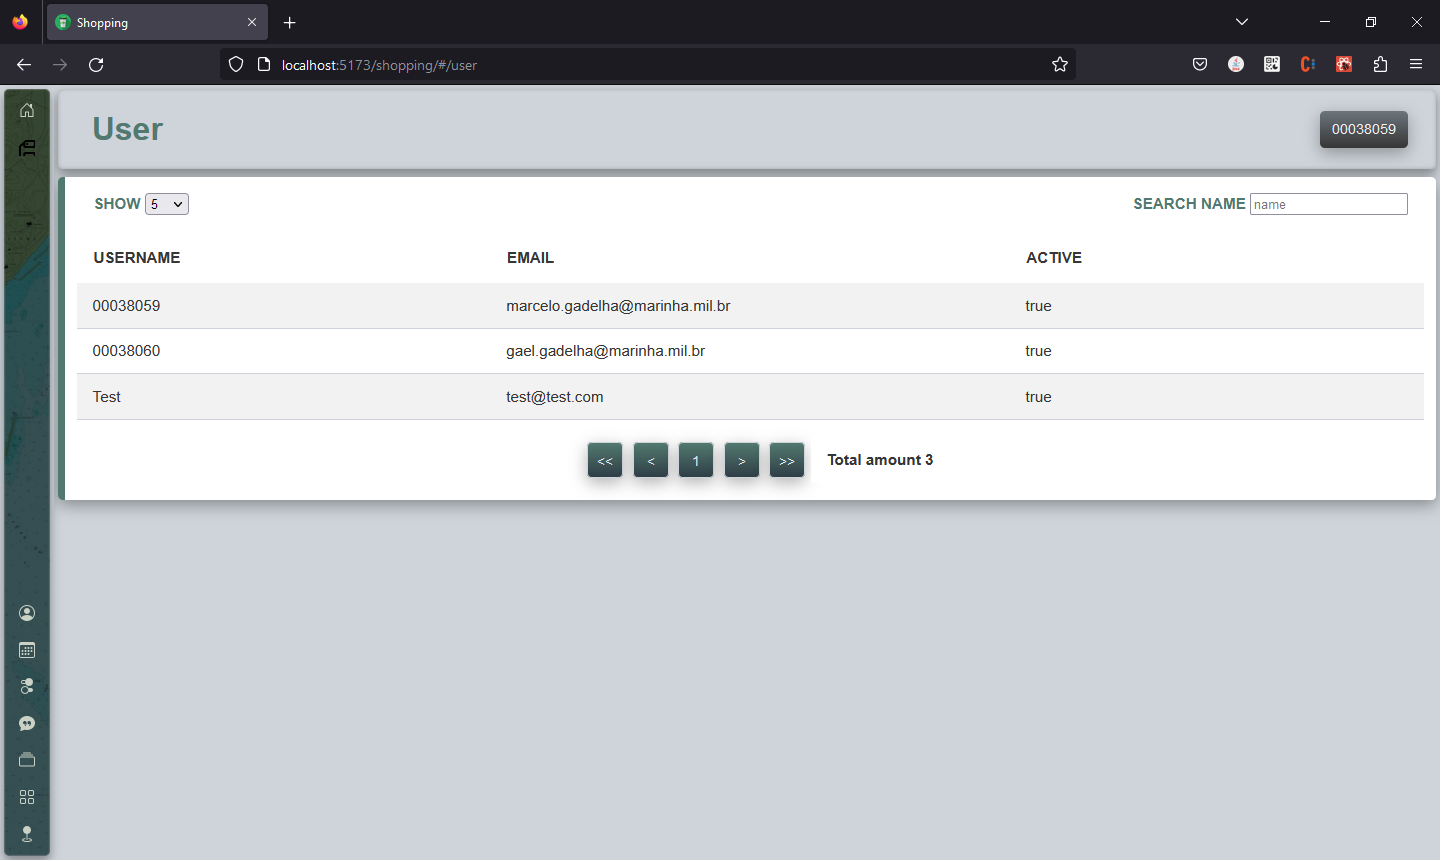 Shopping
localhost:5173/shopping/#/user
User
00038059
SHOW 5
SEARCH NAME name
USERNAME EMAIL ACTIVE
00038059 marcelo.gadelha@marinha.mil.br true
00038060 gael.gadelha@marinha.mil.br true
Test test@test.com true
<< < 1 > >> Total amount 3